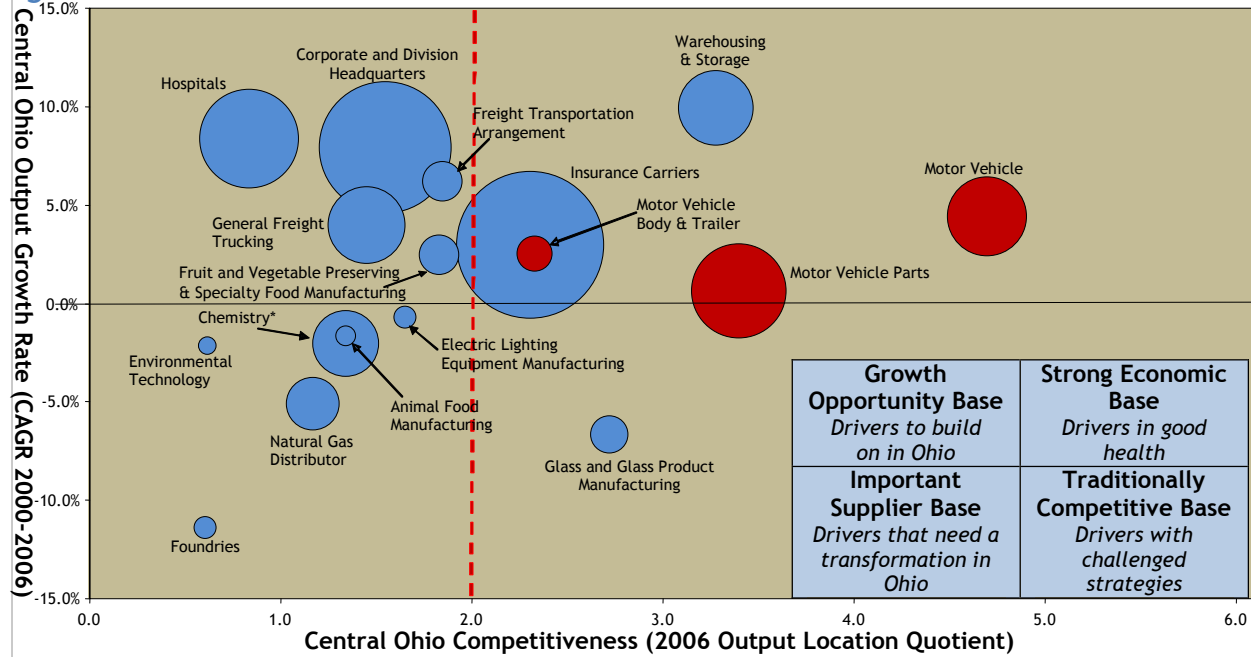 Central Ohio Output Growth Rate (CAGR 2000-2006)
15.0%
10.0%
5.0%
0.0%
-5.0%
-10.0%
-15.0%
Hospitals
Corporate and Division
Headquarters
Freight Transportation
Arrangement
Warehousing
& Storage
Insurance Carriers
Motor Vehicle
Body & Trailer
Motor Vehicle
General Freight
Trucking
Fruit and Vegetable Preserving
& Specialty Food Manufacturing
Motor Vehicle Parts
Chemistry*
Environmental
Technology
Electric Lighting
Equipment Manufacturing
Animal Food
Manufacturing
Natural Gas
Distributor
Glass and Glass Product
Manufacturing
Foundries
Growth
Opportunity Base
Drivers to build
on in Ohio
Strong Economic
Base
Drivers in good
health
Important
Supplier Base
Drivers that need a
transformation in
Ohio
Traditionally
Competitive Base
Drivers with
challenged
strategies
0.0
1.0
2.0
3.0
4.0
5.0
6.0
Central Ohio Competitiveness (2006 Output Location Quotient)